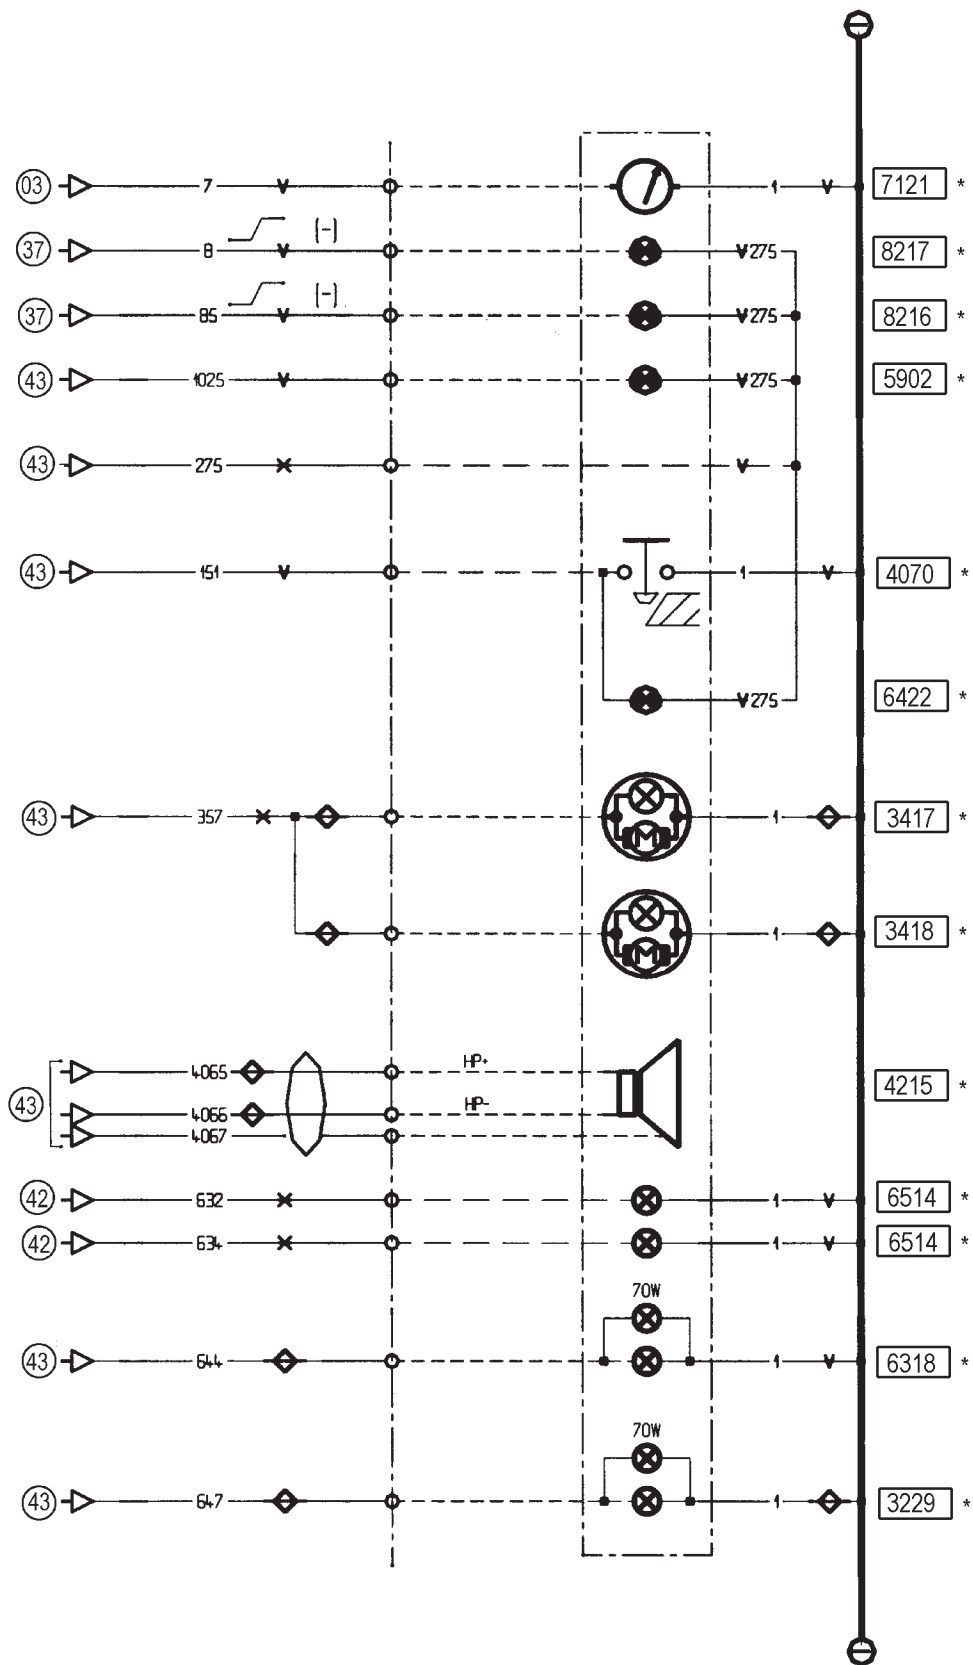 03 7 V 1 V 7121 *
37 8 V (-) V 275 8217 *
37 85 V (-) V 275 8216 *
43 1025 V V 275 5902 *
43 275 X V
43 151 V 1 V 4070 *
V 275 6422 *
43 357 X M 1 3417 *
M 1 3418 *
4065 HP+
43 4066 HP- 4215 *
4067
42 632 X 1 V 6514 *
42 634 X 1 V 6514 *
70W
43 644 1 V 6318 *
70W
43 647 1 3229 *